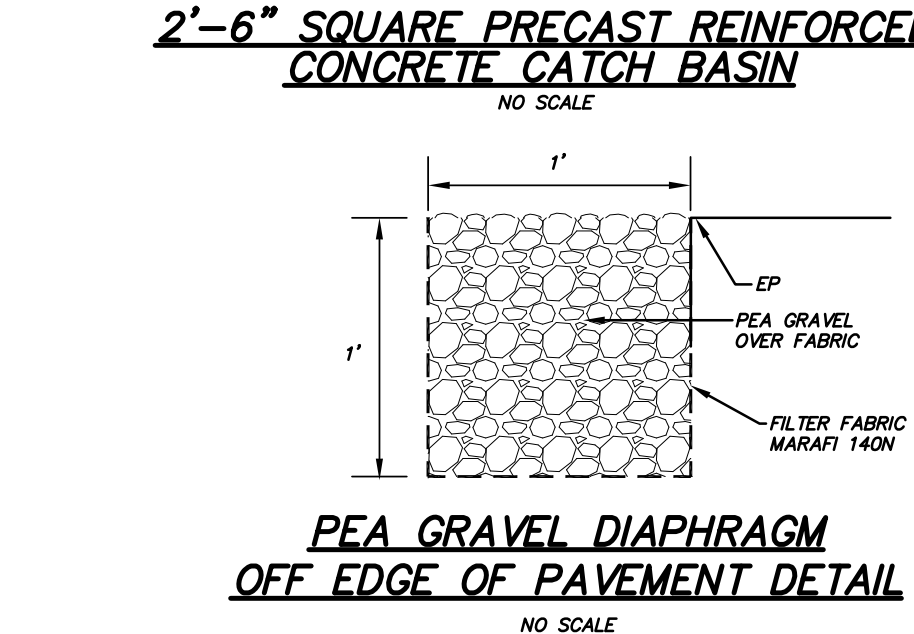 2'-6" SQUARE PRECAST REINFORCED
CONCRETE CATCH BASIN
NO SCALE
1'
EP
PEA GRAVEL
OVER FABRIC
1'
FILTER FABRIC
MARAFI 140N
PEA GRAVEL DIAPHRAGM
OFF EDGE OF PAVEMENT DETAIL
NO SCALE